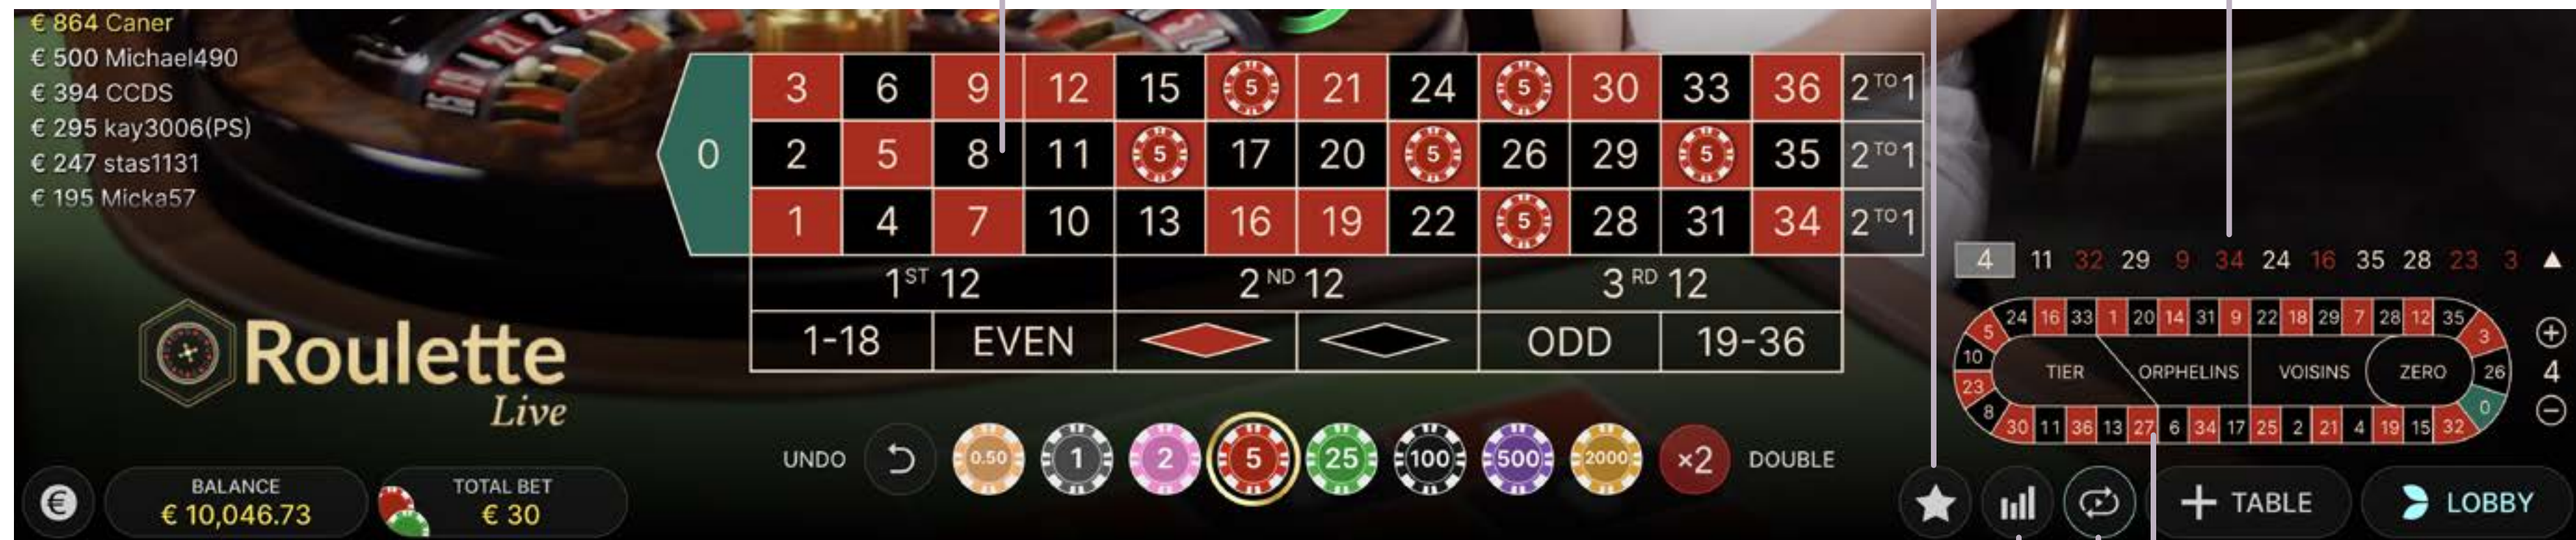 € 864 Caner
€ 500 Michael490
€ 394 CCDS
€ 295 kay3006(PS)
€ 247 stas1131
€ 195 Micka57
3 6 9 12 15 5 21 24 5 30 33 36 2 TO 1
0 2 5 8 11 5 17 20 5 26 29 5 35 2 TO 1
1 4 7 10 13 16 19 22 5 28 31 34 2 TO 1
1ST 12 2ND 12 3RD 12
1-18 EVEN ODD 19-36
4 11 32 29 9 34 24 16 35 28 23 3
24 16 33 1 20 14 31 9 22 18 29 7 28 12 35
5 3
10 TIER ORPHELINS VOISINS ZERO 26 4
23 0
8
30 11 36 13 27 6 34 17 25 2 21 4 19 15 32
Roulette
Live
UNDO 0.50 1 2 5 25 100 500 2000 ×2 DOUBLE
€ BALANCE TOTAL BET
€ 10,046.73 € 30
+ TABLE LOBBY